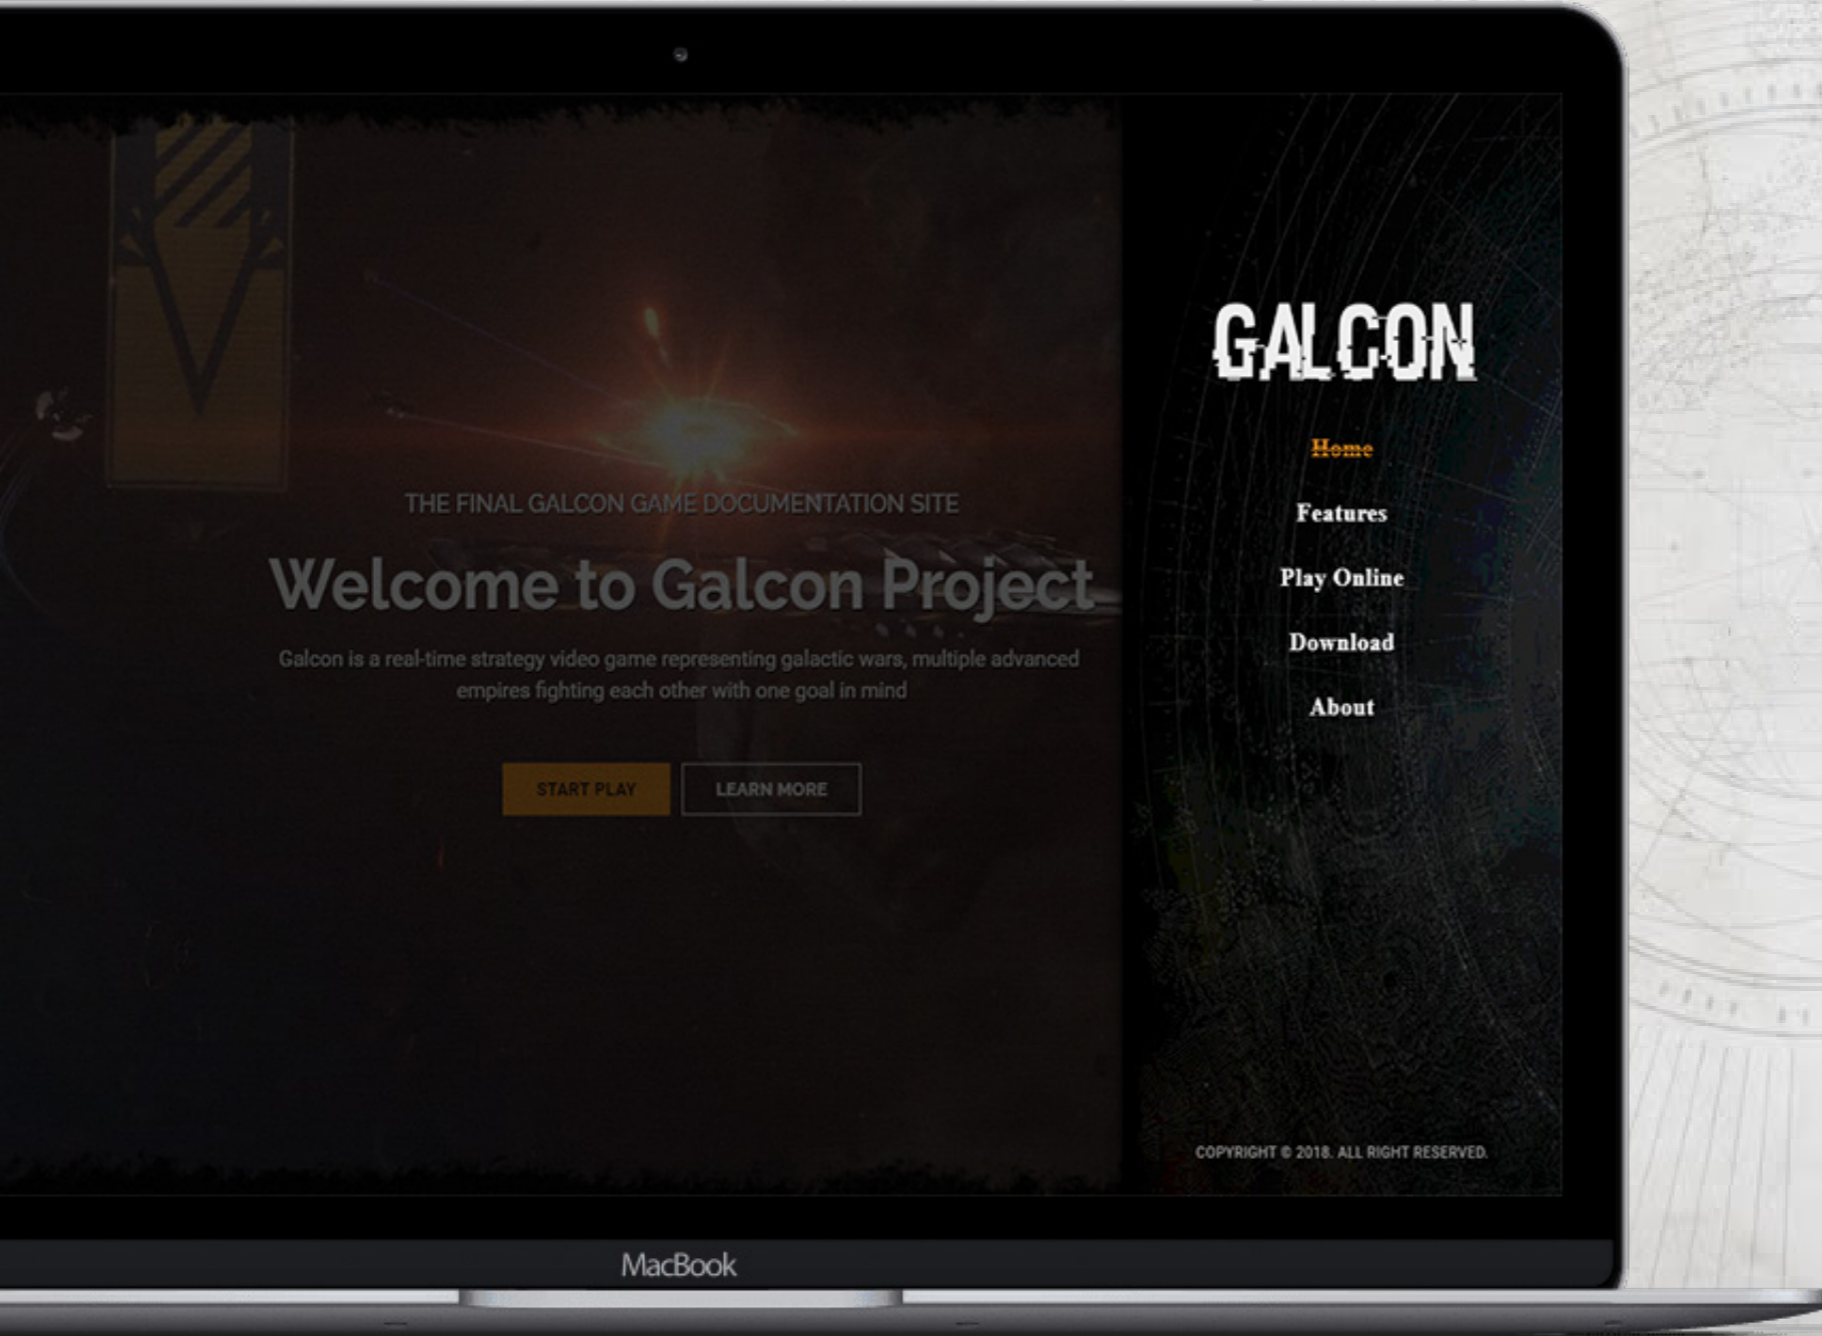 THE FINAL GALCON GAME DOCUMENTATION SITE
Welcome to Galcon Project
Galcon is a real-time strategy video game representing galactic wars, multiple advanced
empires fighting each other with one goal in mind
START PLAY
LEARN MORE
GALCON
Home
Features
Play Online
Download
About
COPYRIGHT © 2018. ALL RIGHT RESERVED.
MacBook